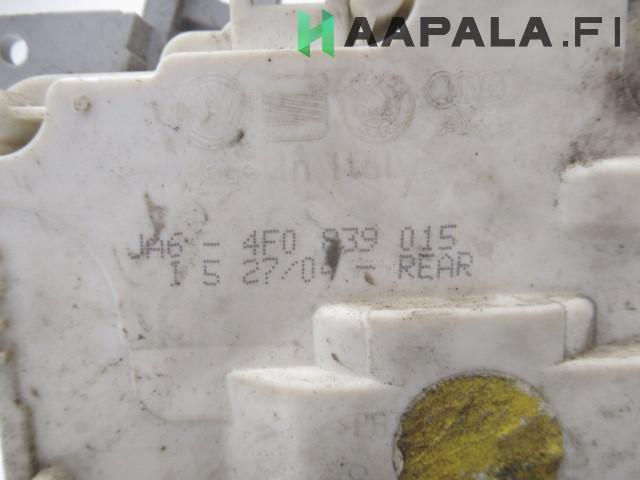 HAAPALA.FI
Made in Italy
JA6 - 4F0 839 015
I 5 27/04 - REAR